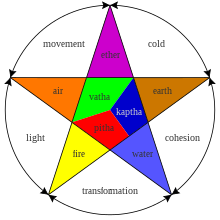 ether
movement
cold
air
earth
vatha
kaptha
pitha
light
cohesion
fire
water
transformation